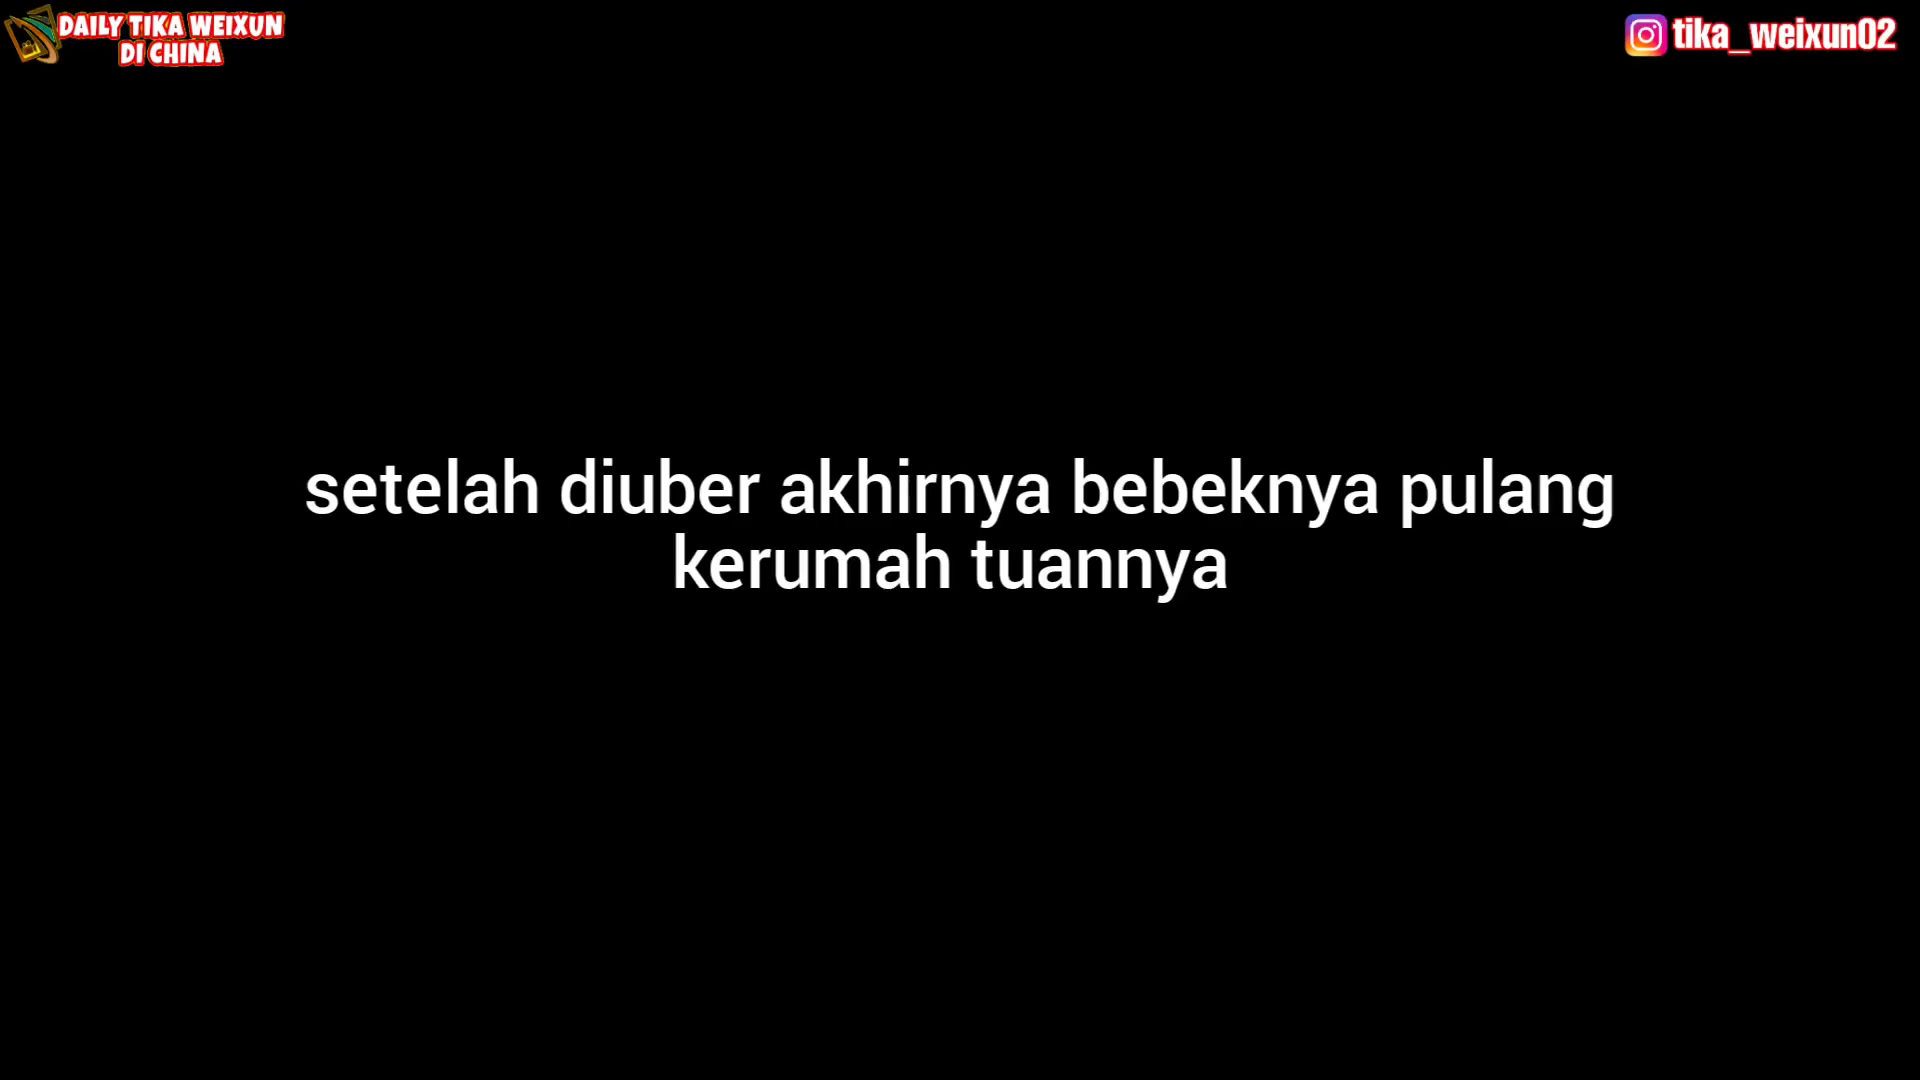 DAILY TIKA WEIXUN
DI CHINA
tika_weixun02
setelah diuber akhirnya bebeknya pulang
kerumah tuannya